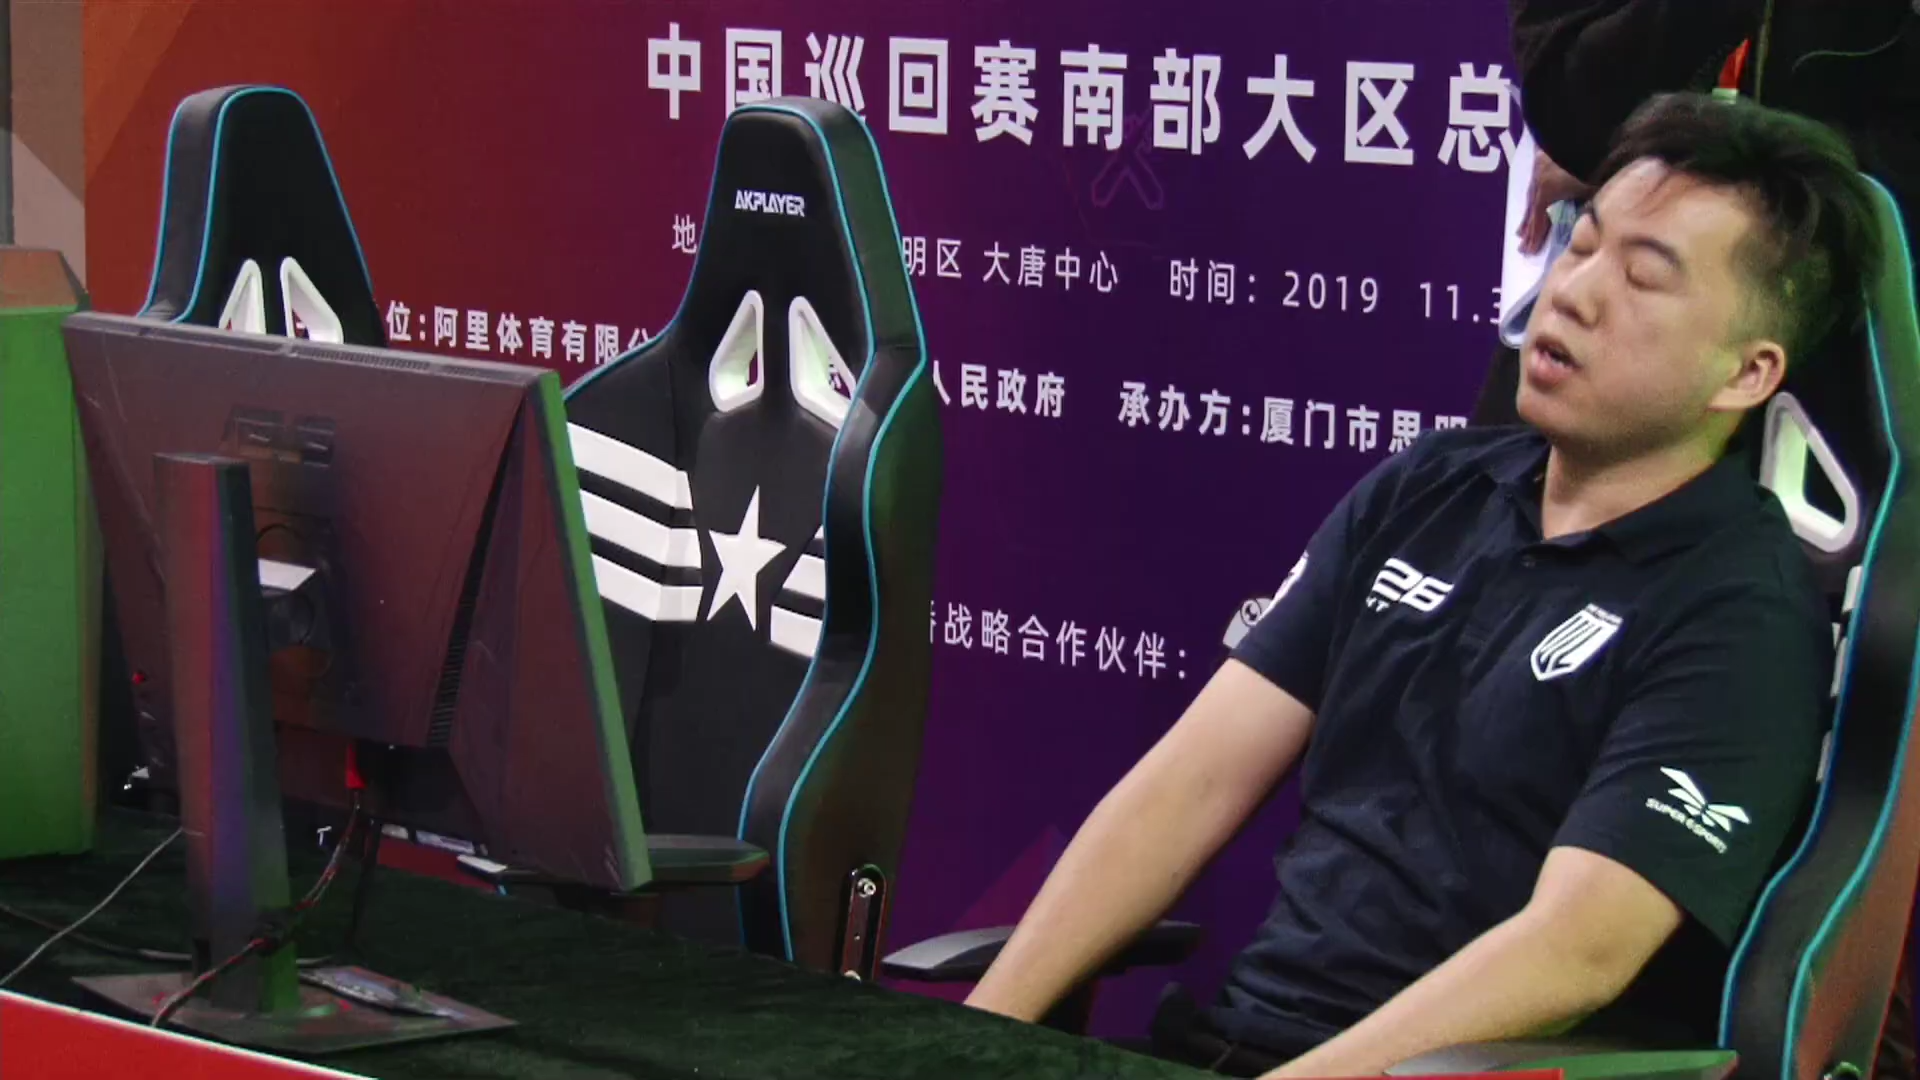 中国巡回赛南部大区总
AKPLAYER
地
明区 大唐中心 时间: 2019 11.3
位:阿里体育有限公
人民政府 承办方:厦门市思明
战略合作伙伴:
26
SUPER ESPORTS